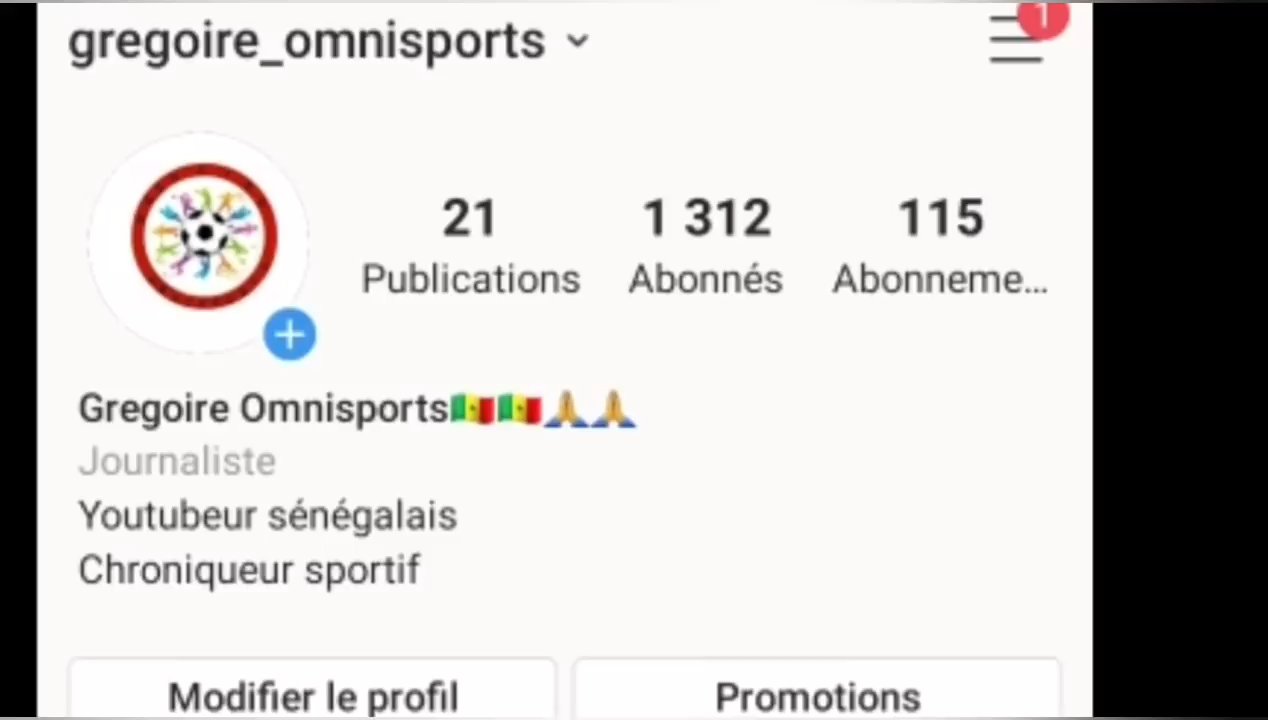 gregoire_omnisports
1
21 1 312 115
Publications Abonnés Abonneme...
Gregoire Omnisports🇸🇳🇸🇳🙏🙏
Journaliste
Youtubeur sénégalais
Chroniqueur sportif
Modifier le profil Promotions